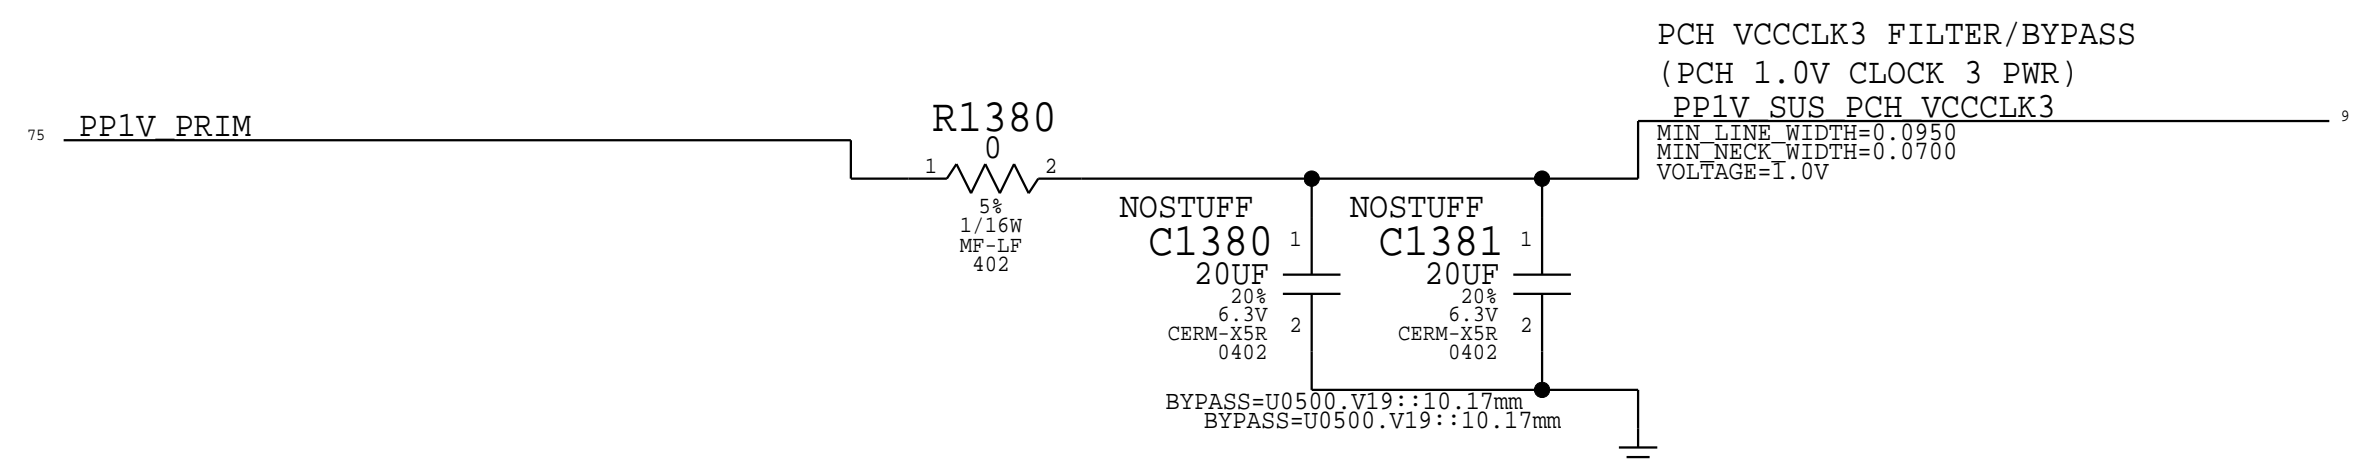 PCH VCCCLK3 FILTER/BYPASS
(PCH 1.0V CLOCK 3 PWR)
75 PP1V_PRIM
PP1V_SUS_PCH_VCCCLK3 9
MIN_LINE_WIDTH=0.0950
MIN_NECK_WIDTH=0.0700
VOLTAGE=1.0V
R1380
0
1 2
5%
1/16W
MF-LF
402
NOSTUFF
C1380 1
20UF
20%
6.3V
2
CERM-X5R
0402
NOSTUFF
C1381 1
20UF
20%
6.3V
2
CERM-X5R
0402
BYPASS=U0500.V19::10.17mm
BYPASS=U0500.V19::10.17mm